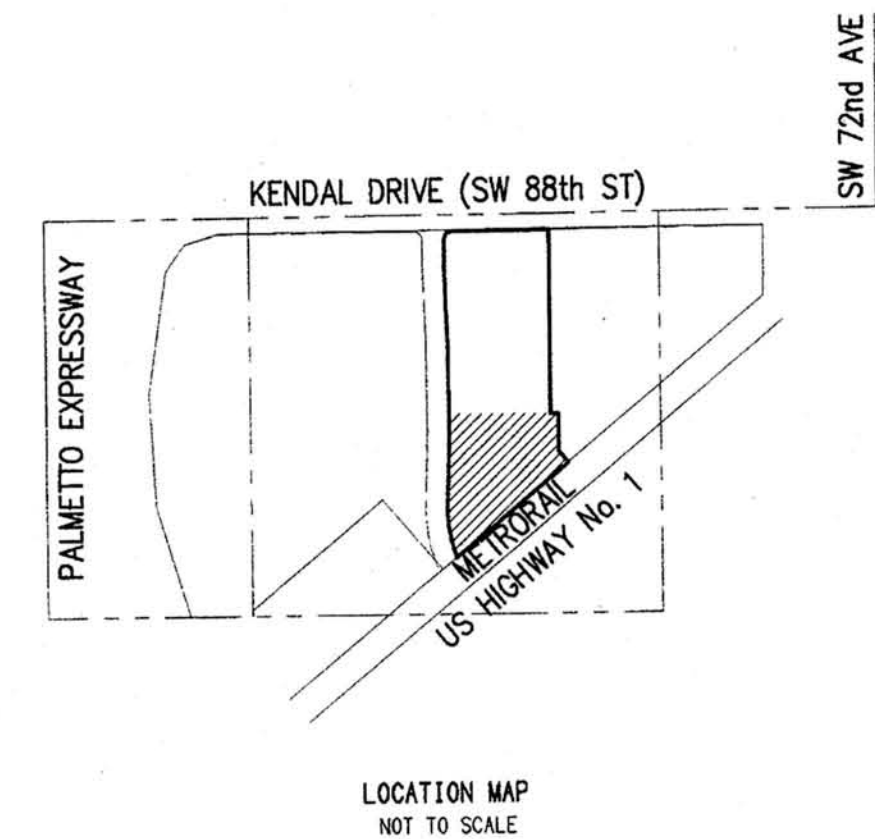 SW 72nd AVE
KENDAL DRIVE (SW 88th ST)
PALMETTO EXPRESSWAY
METRORAIL
US HIGHWAY No. 1
LOCATION MAP
NOT TO SCALE